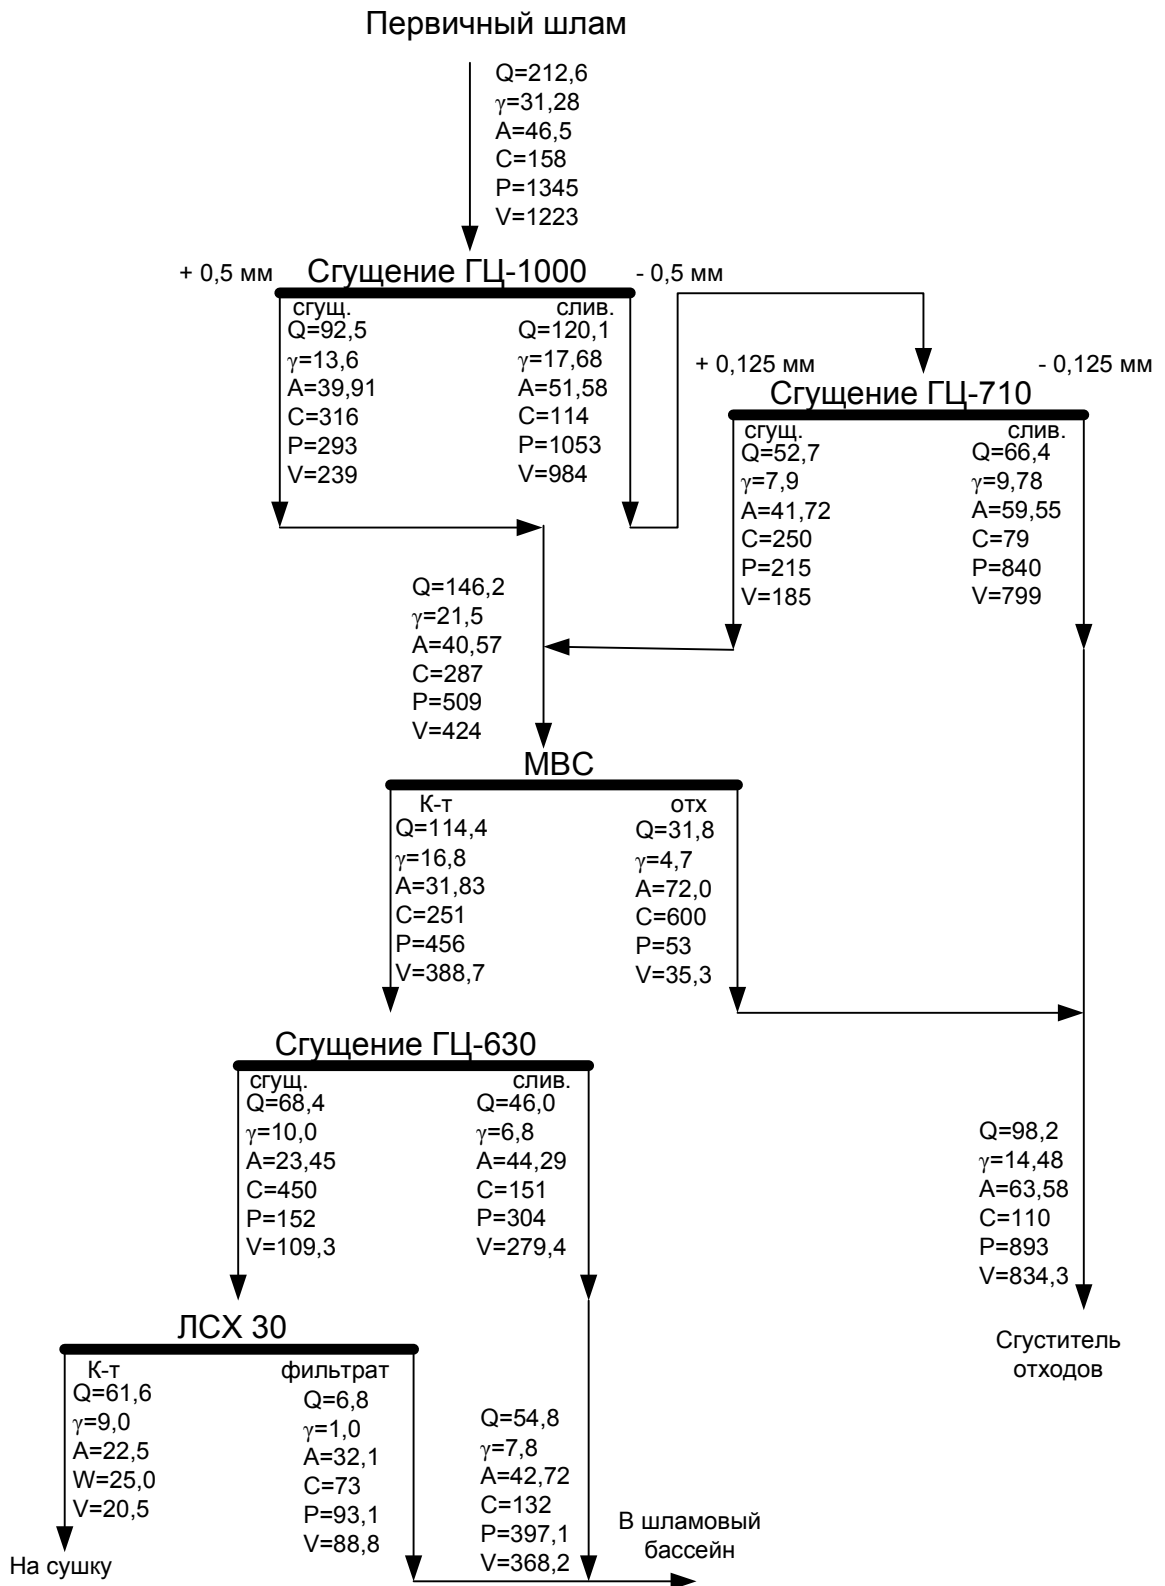 Первичный шлам
Q=212,6
γ=31,28
A=46,5
C=158
P=1345
V=1223
+ 0,5 мм
Сгущение ГЦ-1000
- 0,5 мм
сгущ.
Q=92,5
γ=13,6
A=39,91
C=316
P=293
V=239
слив.
Q=120,1
γ=17,68
A=51,58
C=114
P=1053
V=984
+ 0,125 мм
- 0,125 мм
Сгущение ГЦ-710
сгущ.
Q=52,7
γ=7,9
A=41,72
C=250
P=215
V=185
слив.
Q=66,4
γ=9,78
A=59,55
C=79
P=840
V=799
Q=146,2
γ=21,5
A=40,57
C=287
P=509
V=424
МВС
К-т
Q=114,4
γ=16,8
A=31,83
C=251
P=456
V=388,7
отх
Q=31,8
γ=4,7
A=72,0
C=600
P=53
V=35,3
Сгущение ГЦ-630
сгущ.
Q=68,4
γ=10,0
A=23,45
C=450
P=152
V=109,3
слив.
Q=46,0
γ=6,8
A=44,29
C=151
P=304
V=279,4
Q=98,2
γ=14,48
A=63,58
C=110
P=893
V=834,3
Сгуститель
отходов
ЛСХ 30
К-т
Q=61,6
γ=9,0
A=22,5
W=25,0
V=20,5
фильтрат
Q=6,8
γ=1,0
A=32,1
C=73
P=93,1
V=88,8
Q=54,8
γ=7,8
A=42,72
C=132
P=397,1
V=368,2
На сушку
В шламовый
бассейн